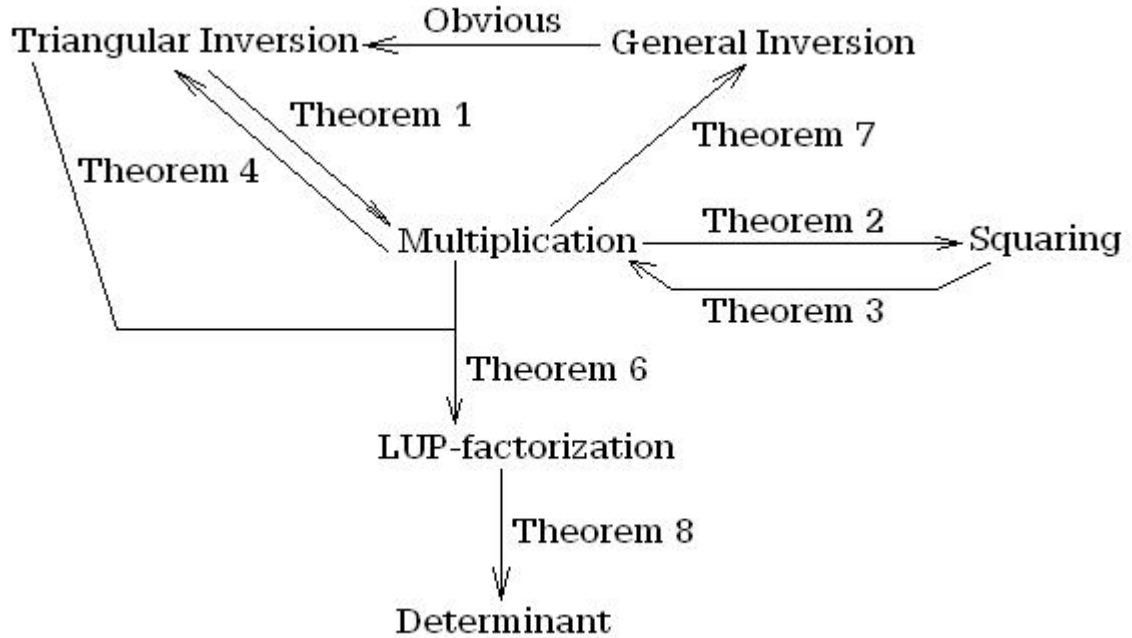 Obvious
Triangular Inversion
General Inversion
Theorem 1
Theorem 7
Theorem 4
Theorem 2
Multiplication
Squaring
Theorem 3
Theorem 6
LUP-factorization
Theorem 8
Determinant